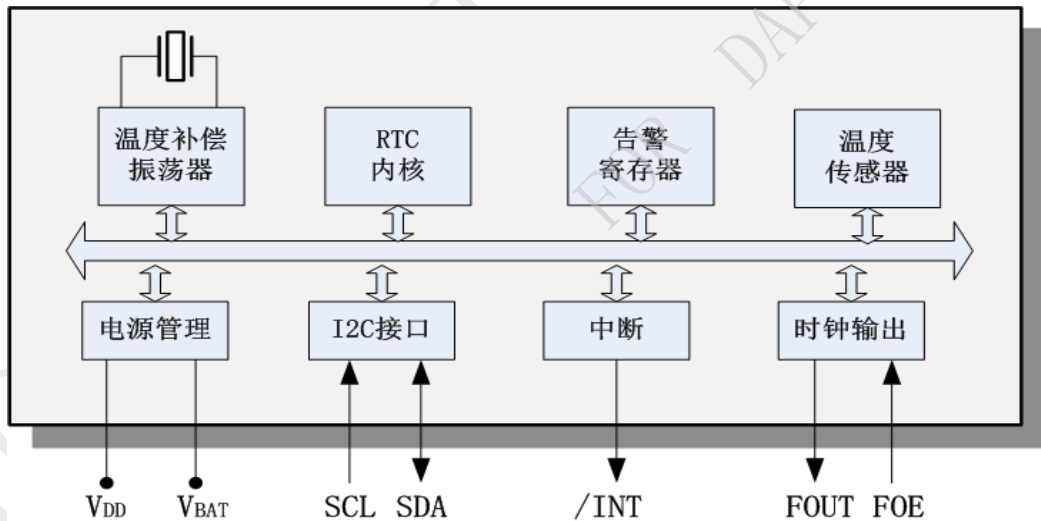 温度补偿
振荡器
RTC
内核
告警
寄存器
温度
传感器
电源管理
I2C接口
中断
时钟输出
VDD
VBAT
SCL
SDA
/INT
FOUT
FOE
FOR